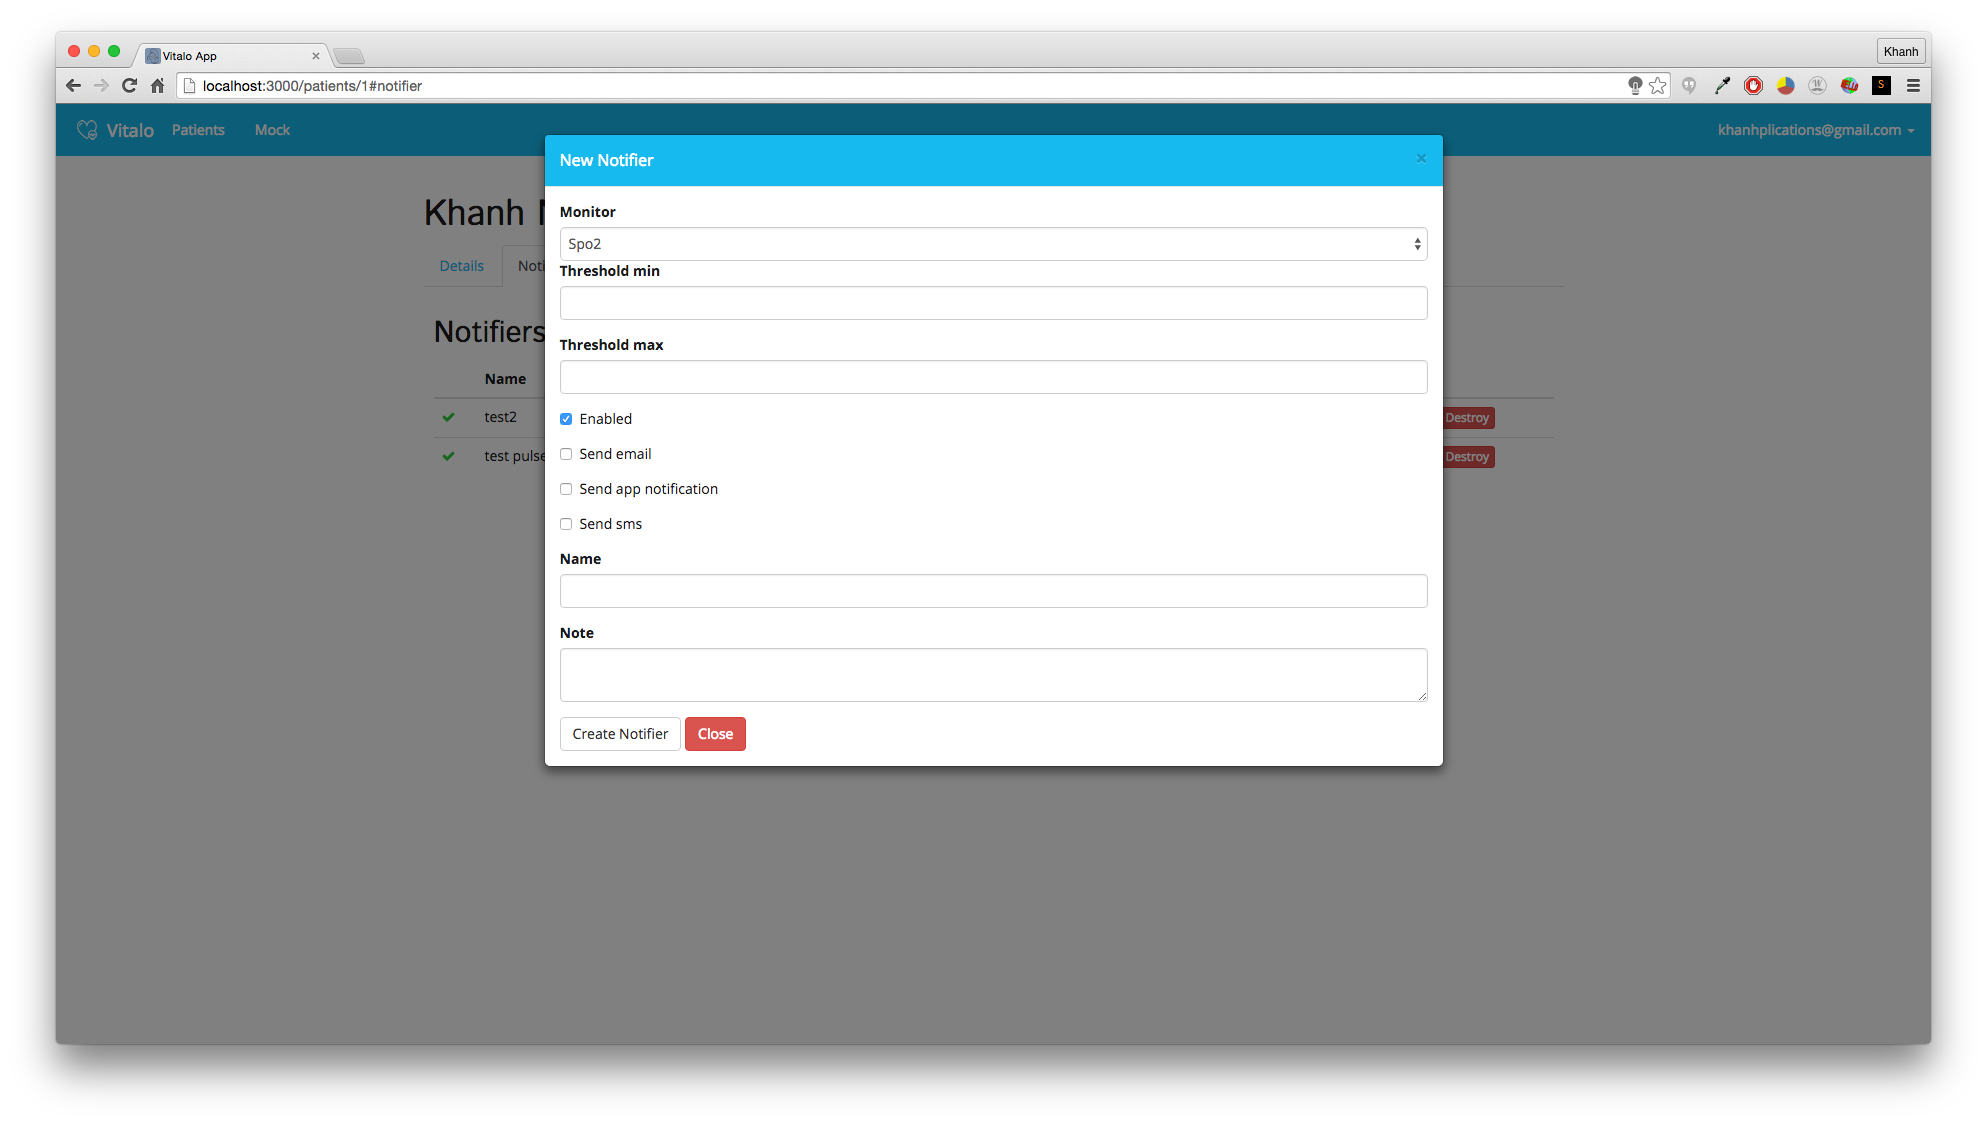 Vitalo App
Khanh
localhost:3000/patients/1#notifier
S
Vitalo Patients Mock khanhplications@gmail.com
New Notifier ×
Khanh
Monitor
Spo2
Details
Threshold min
Notifiers
Threshold max
Name
Enabled
test2 Destroy
Send email
test pulse Destroy
Send app notification
Send sms
Name
Note
Create Notifier Close